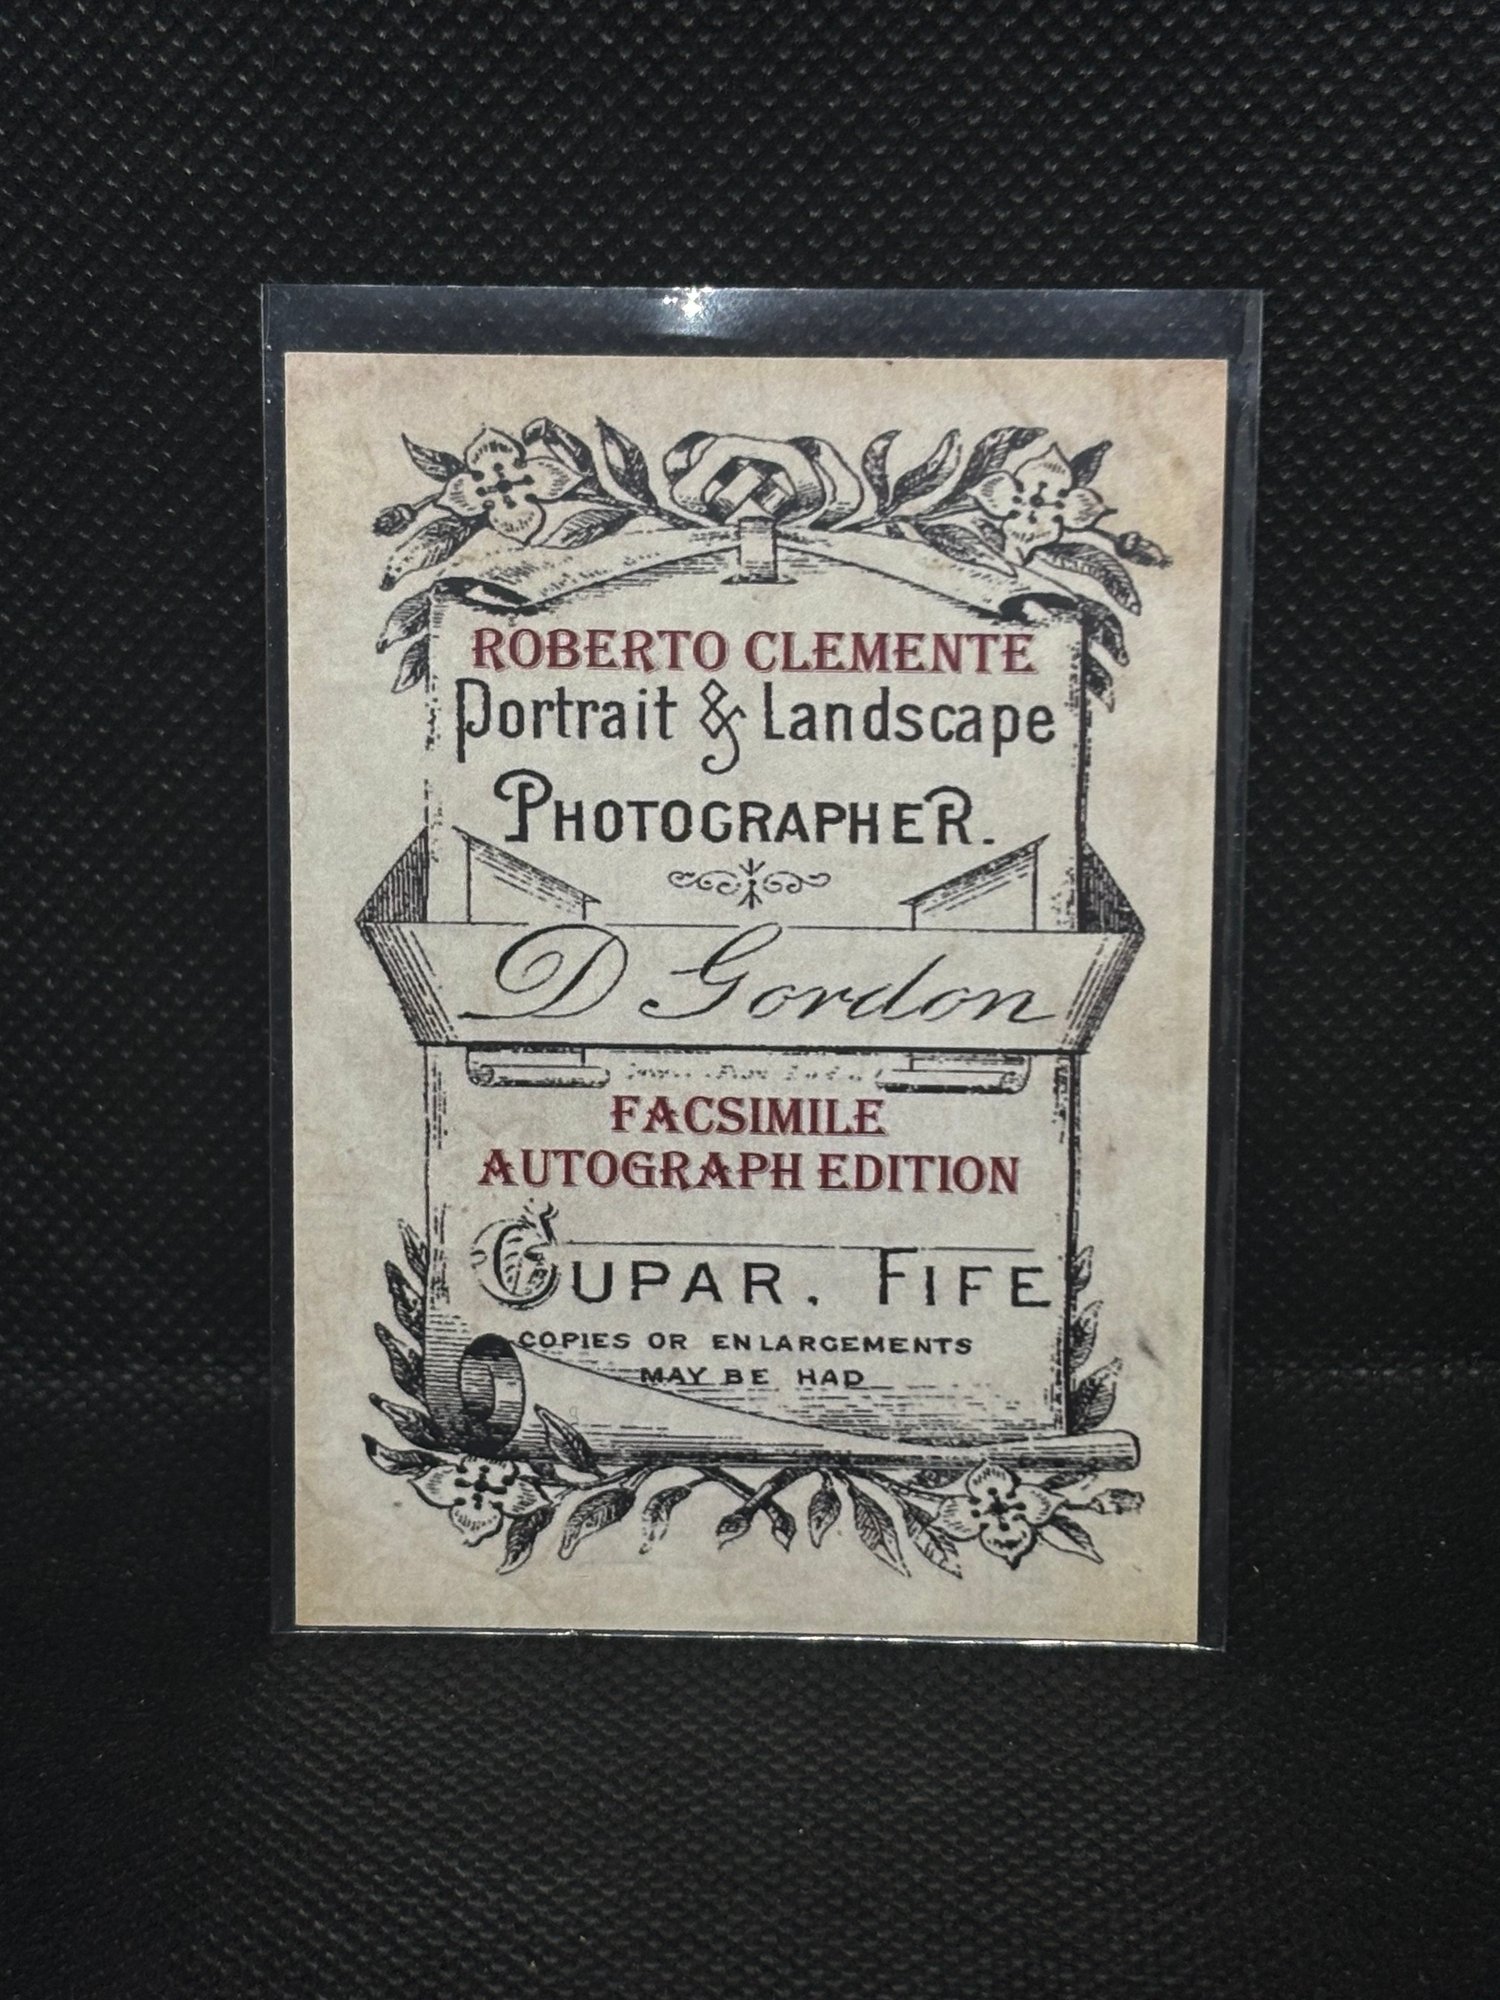 ROBERTO CLEMENTE
Portrait & Landscape
PHOTOGRAPHER.
D Gordon
FACSIMILE
AUTOGRAPH EDITION
CUPAR. FIFE
COPIES OR ENLARGEMENTS
MAY BE HAD